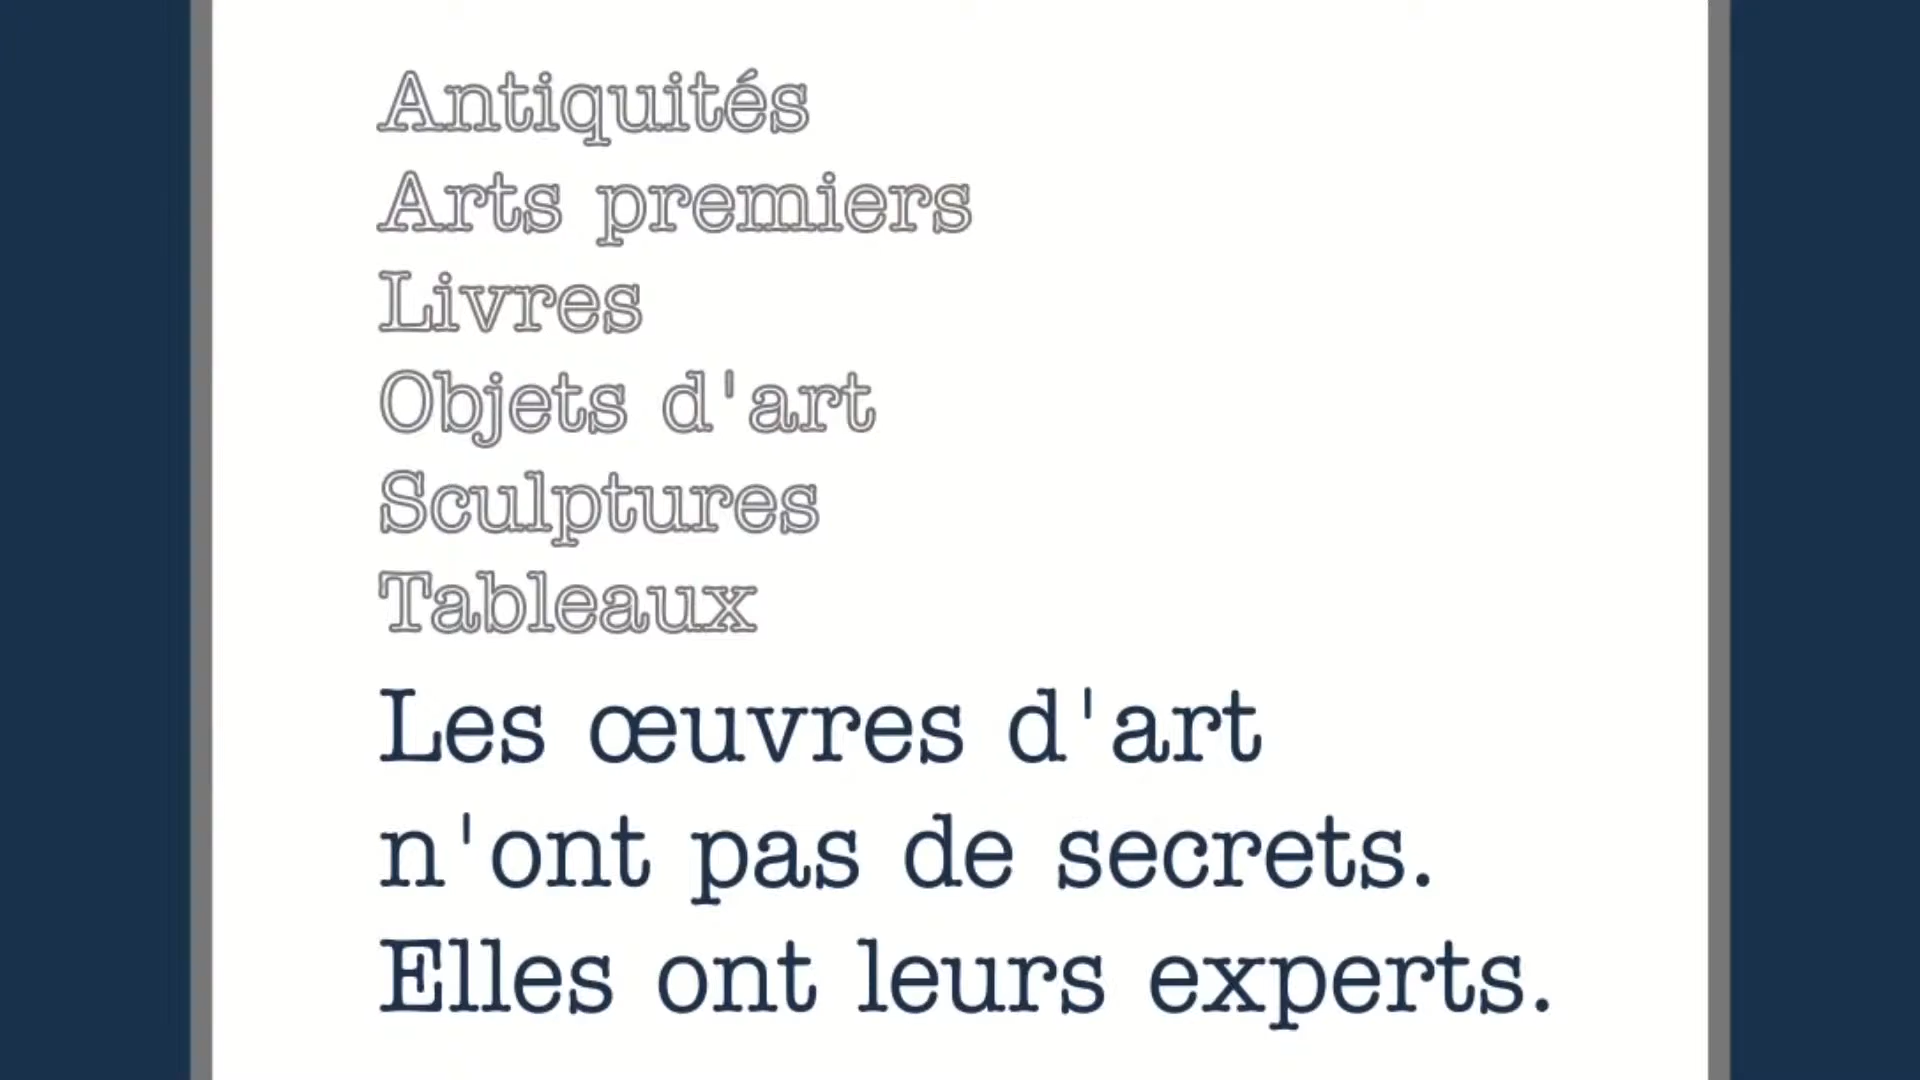 Antiquités
Arts premiers
Livres
Objets d'art
Sculptures
Tableaux
Les œuvres d'art
n'ont pas de secrets.
Elles ont leurs experts.